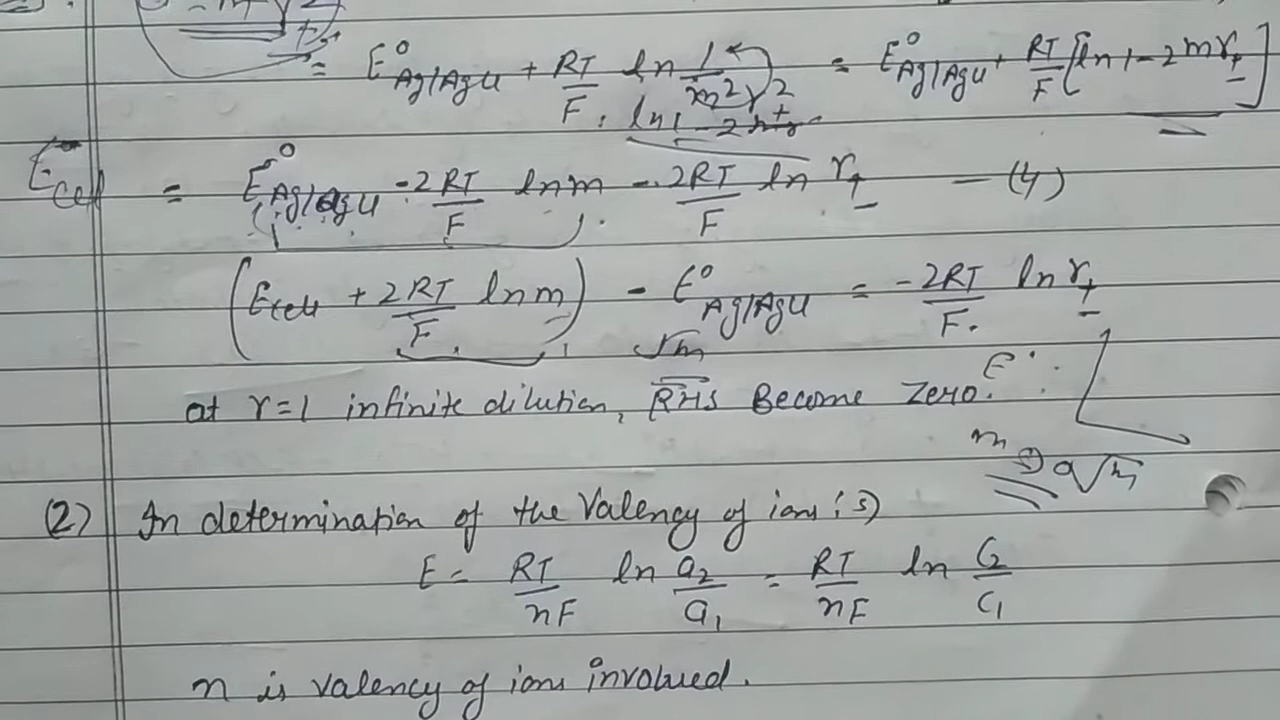 = E°Ag/AgCl + RT/F ln 1/m²γ±² = E°Ag/AgCl + RT/F [ln 1 - 2 mγ±]
ln 1 - 2
Ecell = E°Ag/AgCl - 2RT/F ln m - 2RT/F ln γ± — (4)
(Ecell + 2RT/F ln m) - E°Ag/AgCl = -2RT/F ln γ±
√m
at γ=1 infinite dilution, RHS Become Zero. E°
m
√m
(2) In determination of the Valency of ions:s)
E = RT/nF ln a₂/a₁ = RT/nF ln C₂/C₁
n is valency of ions involved.